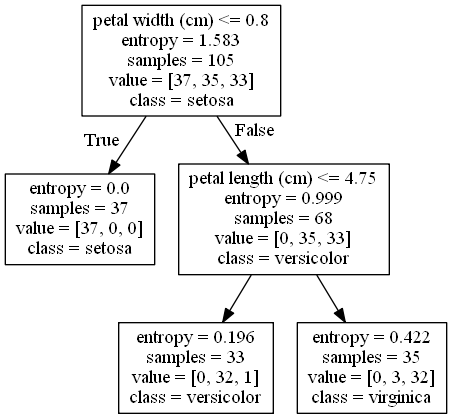 petal width (cm) <= 0.8
entropy = 1.583
samples = 105
value = [37, 35, 33]
class = setosa
True
False
entropy = 0.0
samples = 37
value = [37, 0, 0]
class = setosa
petal length (cm) <= 4.75
entropy = 0.999
samples = 68
value = [0, 35, 33]
class = versicolor
entropy = 0.196
samples = 33
value = [0, 32, 1]
class = versicolor
entropy = 0.422
samples = 35
value = [0, 3, 32]
class = virginica